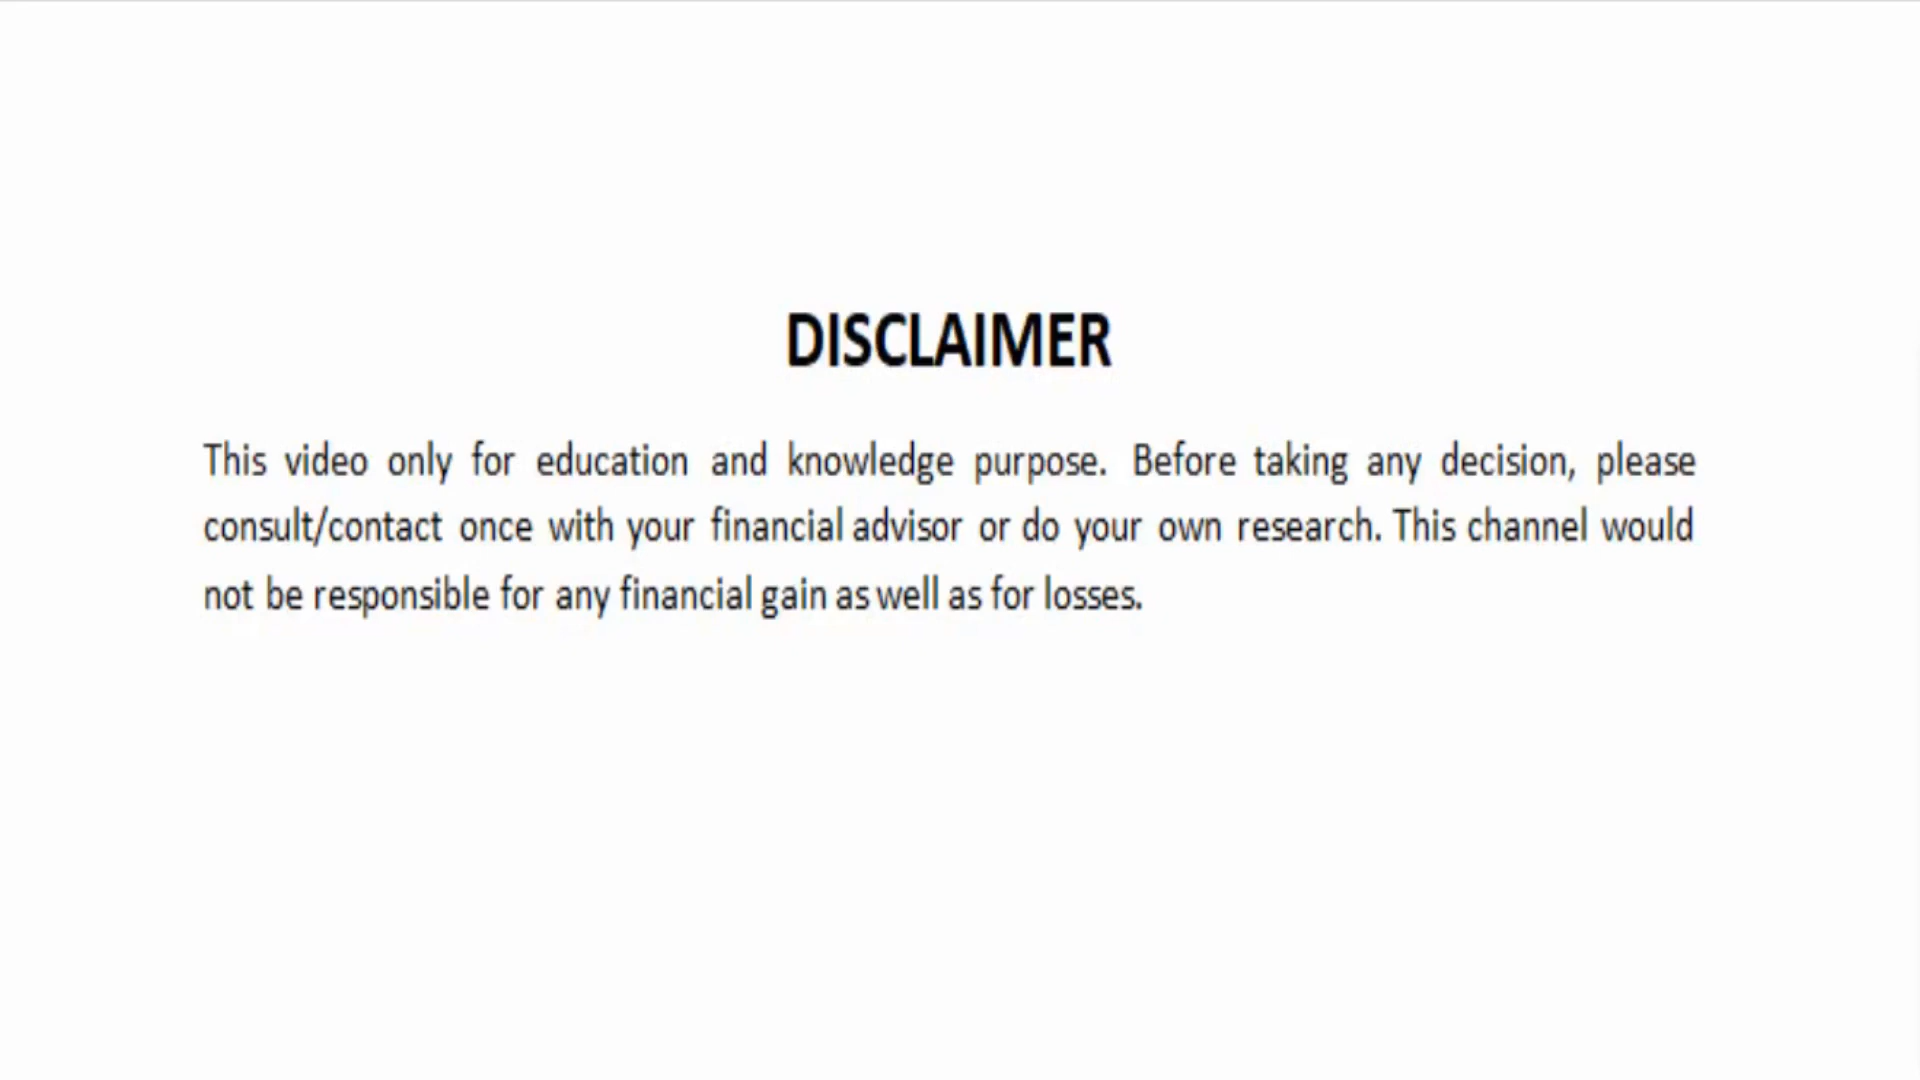 DISCLAIMER
This video only for education and knowledge purpose. Before taking any decision, please
consult/contact once with your financial advisor or do your own research. This channel would
not be responsible for any financial gain as well as for losses.